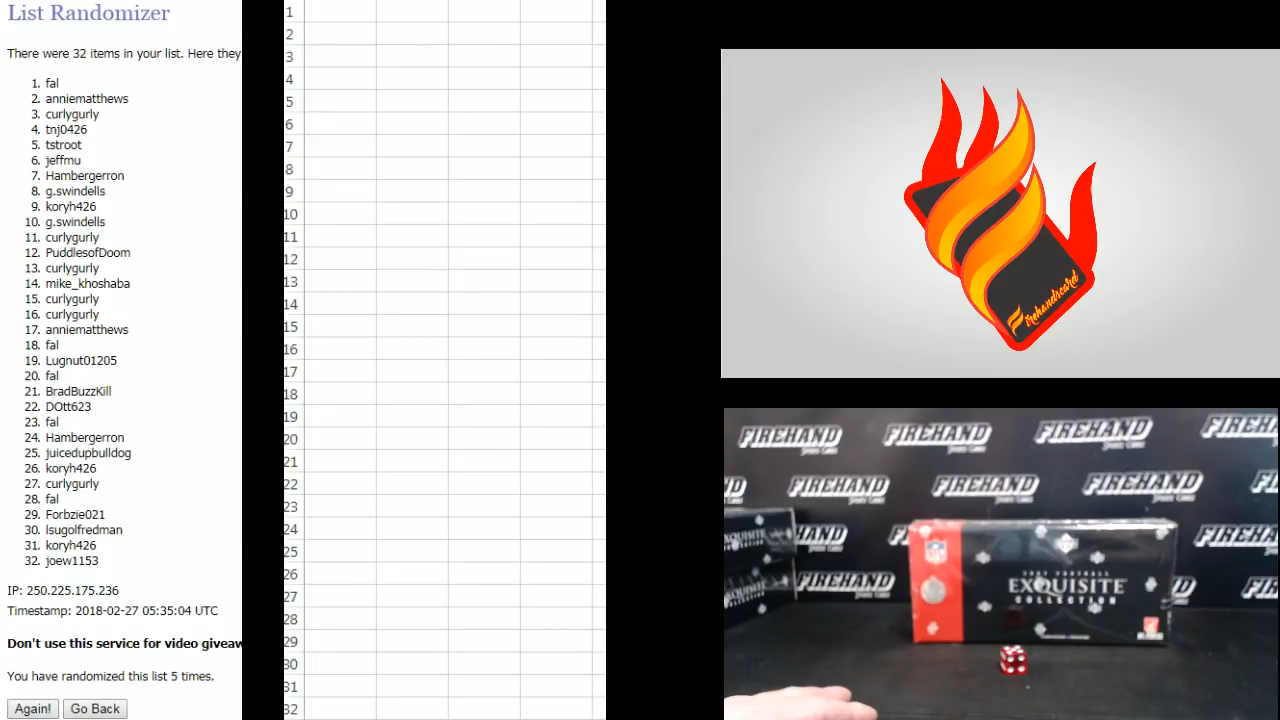 List Randomizer
There were 32 items in your list. Here they
1. fal
2. anniematthews
3. curlygurly
4. tnj0426
5. tstroot
6. jeffmu
7. Hambergerron
8. g.swindells
9. koryh426
10. g.swindells
11. curlygurly
12. PuddlesofDoom
13. curlygurly
14. mike_khoshaba
15. curlygurly
16. curlygurly
17. anniematthews
18. fal
19. Lugnut01205
20. fal
21. BradBuzzKill
22. DOtt623
23. fal
24. Hambergerron
25. juicedupbulldog
26. koryh426
27. curlygurly
28. fal
29. Forbzie021
30. lsugolfredman
31. koryh426
32. joew1153
IP: 250.225.175.236
Timestamp: 2018-02-27 05:35:04 UTC
Don't use this service for video giveaw
You have randomized this list 5 times.
Again! Go Back
1
2
3
4
5
6
7
8
9
10
11
12
13
14
15
16
17
18
19
20
21
22
23
24
25
26
27
28
29
30
31
32
Firehandscard
FIREHAND FIREHAND FIREHAND FIREHAND
FIREHAND FIREHAND FIREHAND
FIREHAND FIREHAND
FIREHAND
EXQUISITE
COLLECTION